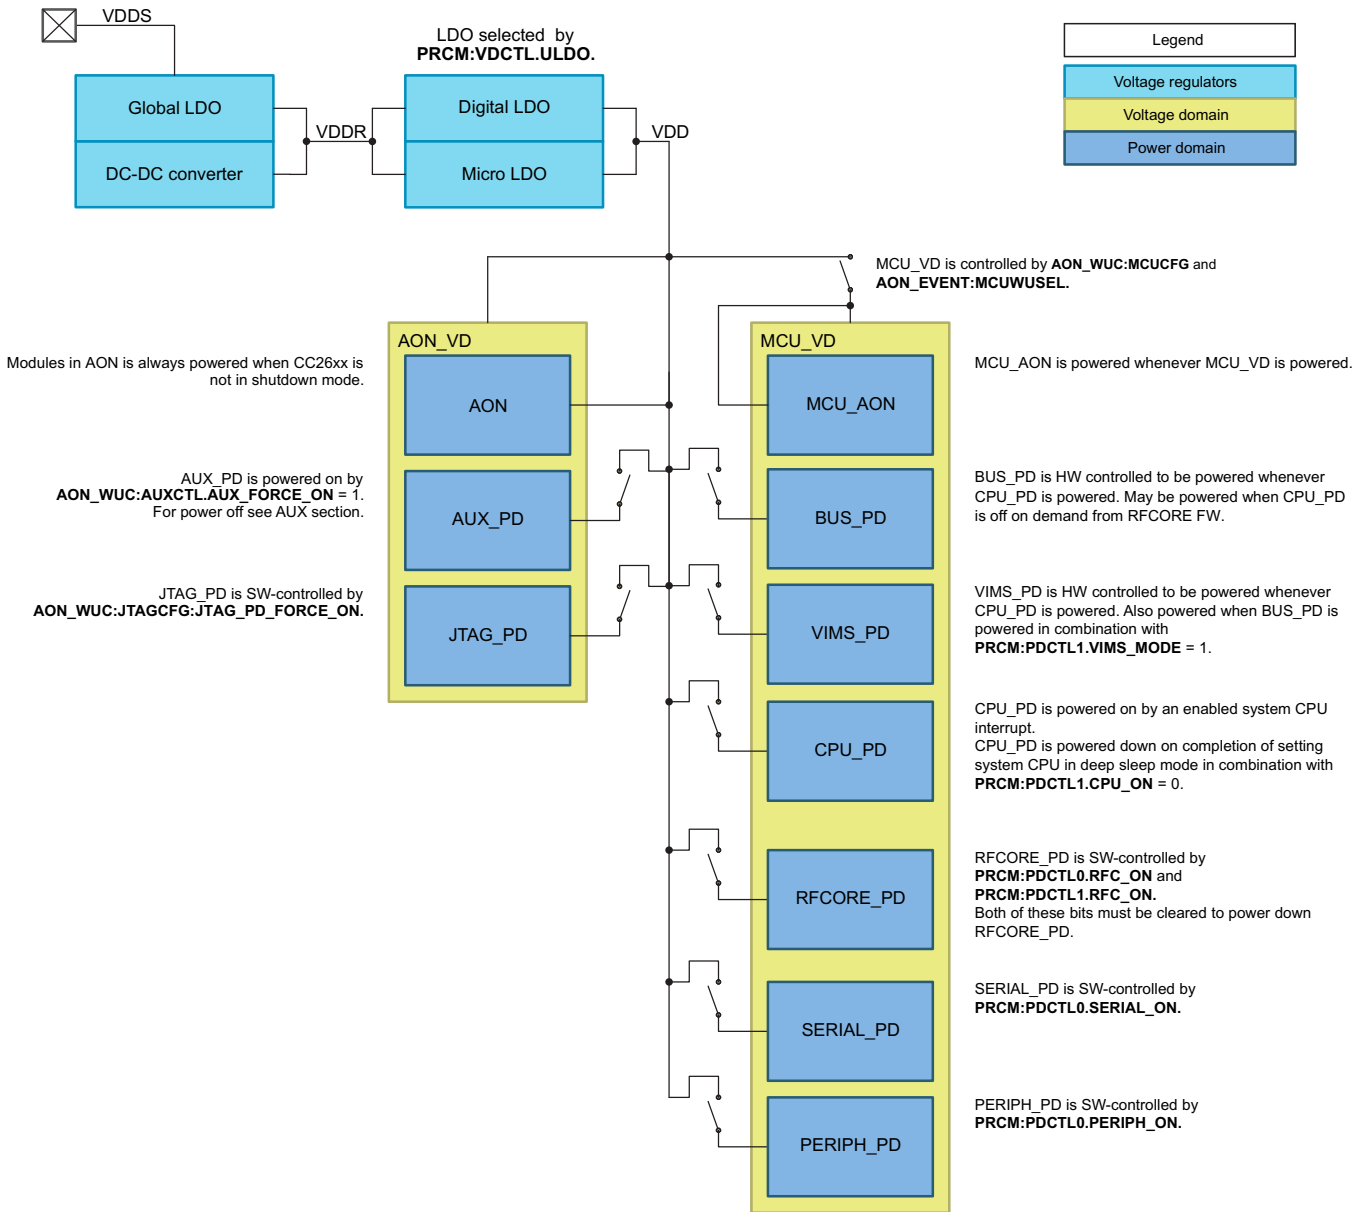 VDDS
LDO selected by
PRCM:VDCTL.ULDO.
Global LDO
DC-DC converter
VDDR
Digital LDO
Micro LDO
VDD
Legend
Voltage regulators
Voltage domain
Power domain
MCU_VD is controlled by AON_WUC:MCUCFG and
AON_EVENT:MCUWUSEL.
AON_VD
MCU_VD
Modules in AON is always powered when CC26xx is
not in shutdown mode.
AON
MCU_AON
MCU_AON is powered whenever MCU_VD is powered.
AUX_PD is powered on by
AON_WUC:AUXCTL.AUX_FORCE_ON = 1.
For power off see AUX section.
AUX_PD
BUS_PD
BUS_PD is HW controlled to be powered whenever
CPU_PD is powered. May be powered when CPU_PD
is off on demand from RFCORE FW.
JTAG_PD is SW-controlled by
AON_WUC:JTAGCFG:JTAG_PD_FORCE_ON.
JTAG_PD
VIMS_PD
VIMS_PD is HW controlled to be powered whenever
CPU_PD is powered. Also powered when BUS_PD is
powered in combination with
PRCM:PDCTL1.VIMS_MODE = 1.
CPU_PD
CPU_PD is powered on by an enabled system CPU
interrupt.
CPU_PD is powered down on completion of setting
system CPU in deep sleep mode in combination with
PRCM:PDCTL1.CPU_ON = 0.
RFCORE_PD
RFCORE_PD is SW-controlled by
PRCM:PDCTL0.RFC_ON and
PRCM:PDCTL1.RFC_ON.
Both of these bits must be cleared to power down
RFCORE_PD.
SERIAL_PD
SERIAL_PD is SW-controlled by
PRCM:PDCTL0.SERIAL_ON.
PERIPH_PD
PERIPH_PD is SW-controlled by
PRCM:PDCTL0.PERIPH_ON.